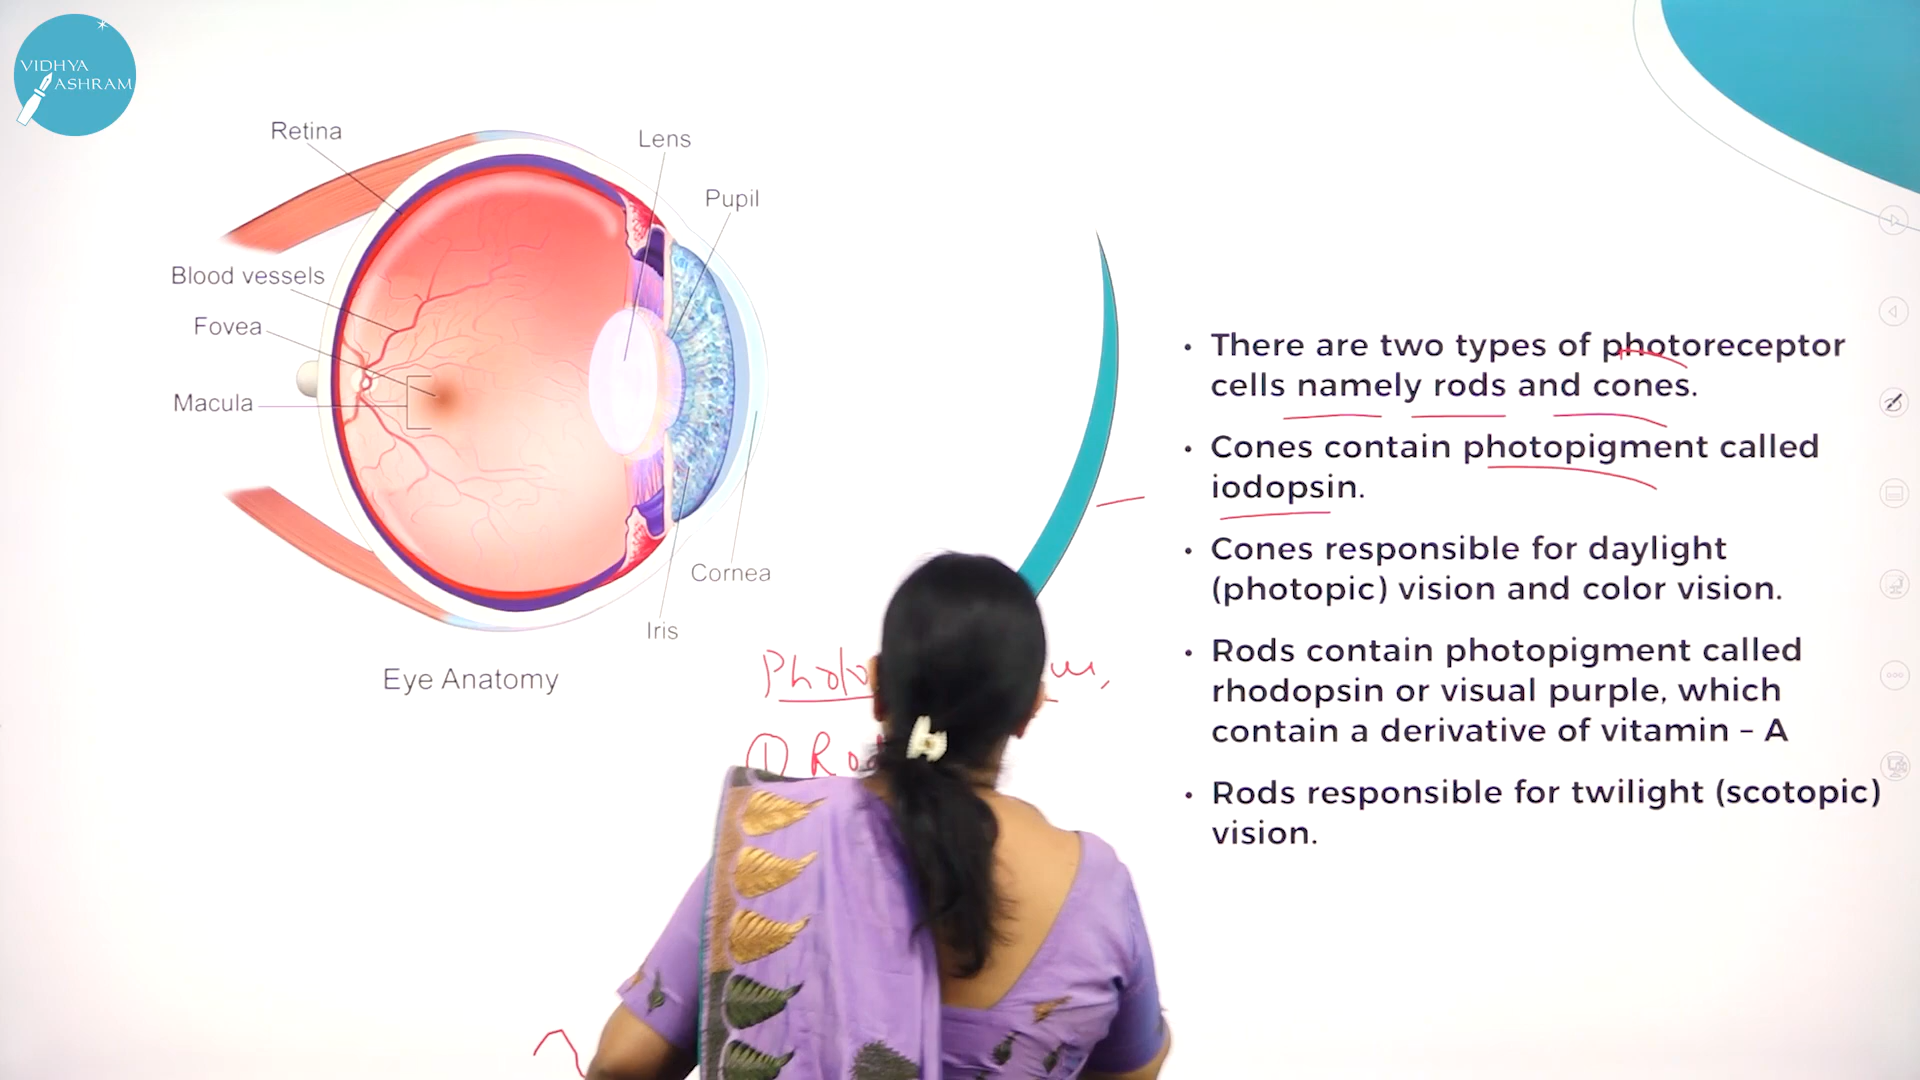 VIDHYA
ASHRAM
Retina
Lens
Pupil
Blood vessels
Fovea
Macula
Cornea
Iris
Eye Anatomy
• There are two types of photoreceptor
cells namely rods and cones.
• Cones contain photopigment called
iodopsin.
• Cones responsible for daylight
(photopic) vision and color vision.
• Rods contain photopigment called
rhodopsin or visual purple, which
contain a derivative of vitamin – A
• Rods responsible for twilight (scotopic)
vision.
①